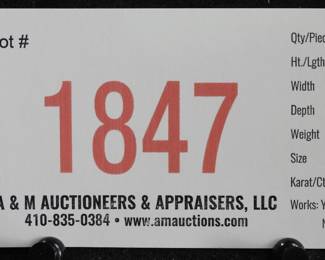 ot #
1847
A & M AUCTIONEERS & APPRAISERS, LLC
410-835-0384 • www.amauctions.com
Qty/Piec
Ht./Lgth
Width
Depth
Weight
Size
Karat/Ct
Works: Y
N